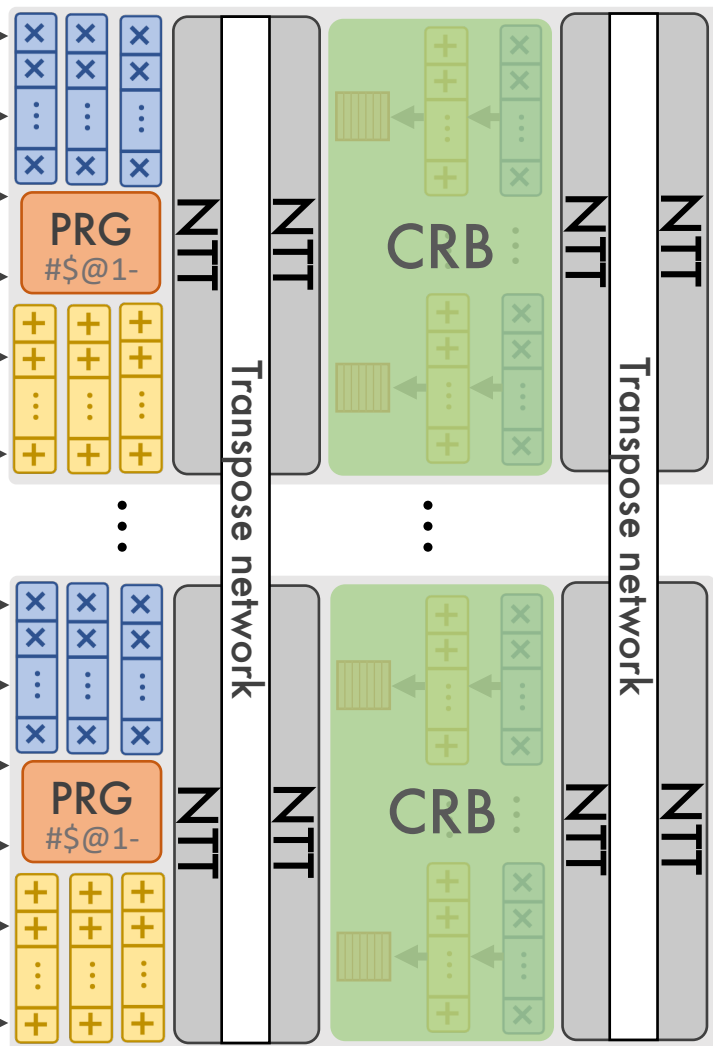 × × ×
× × ×
⋮ ⋮ ⋮
× × ×
PRG
#$@1-
+ + +
+ + +
⋮ ⋮ ⋮
+ + +
NTT
Transpose network
NTT
+ ×
+ ×
⋮ ⋮
+ ×
CRB
+ ×
+ ×
⋮ ⋮
+ ×
NTT
Transpose network
NTT
⋮ ⋮
× × ×
× × ×
⋮ ⋮ ⋮
× × ×
PRG
#$@1-
+ + +
+ + +
⋮ ⋮ ⋮
+ + +
NTT
NTT
+ ×
+ ×
⋮ ⋮
+ ×
CRB
+ ×
+ ×
⋮ ⋮
+ ×
NTT
NTT